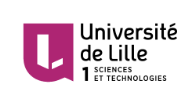 Université
de Lille
1 SCIENCES
ET TECHNOLOGIES